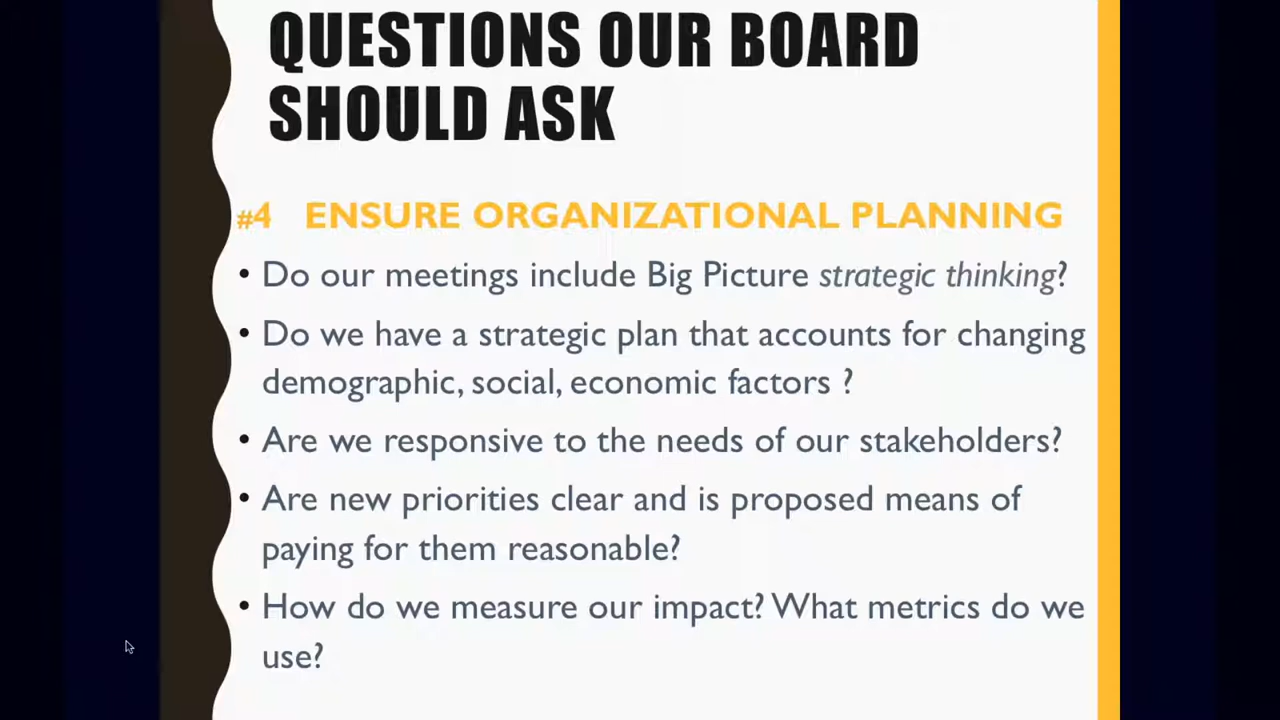 QUESTIONS OUR BOARD
SHOULD ASK
#4 ENSURE ORGANIZATIONAL PLANNING
• Do our meetings include Big Picture strategic thinking?
• Do we have a strategic plan that accounts for changing
demographic, social, economic factors ?
• Are we responsive to the needs of our stakeholders?
• Are new priorities clear and is proposed means of
paying for them reasonable?
• How do we measure our impact? What metrics do we
use?